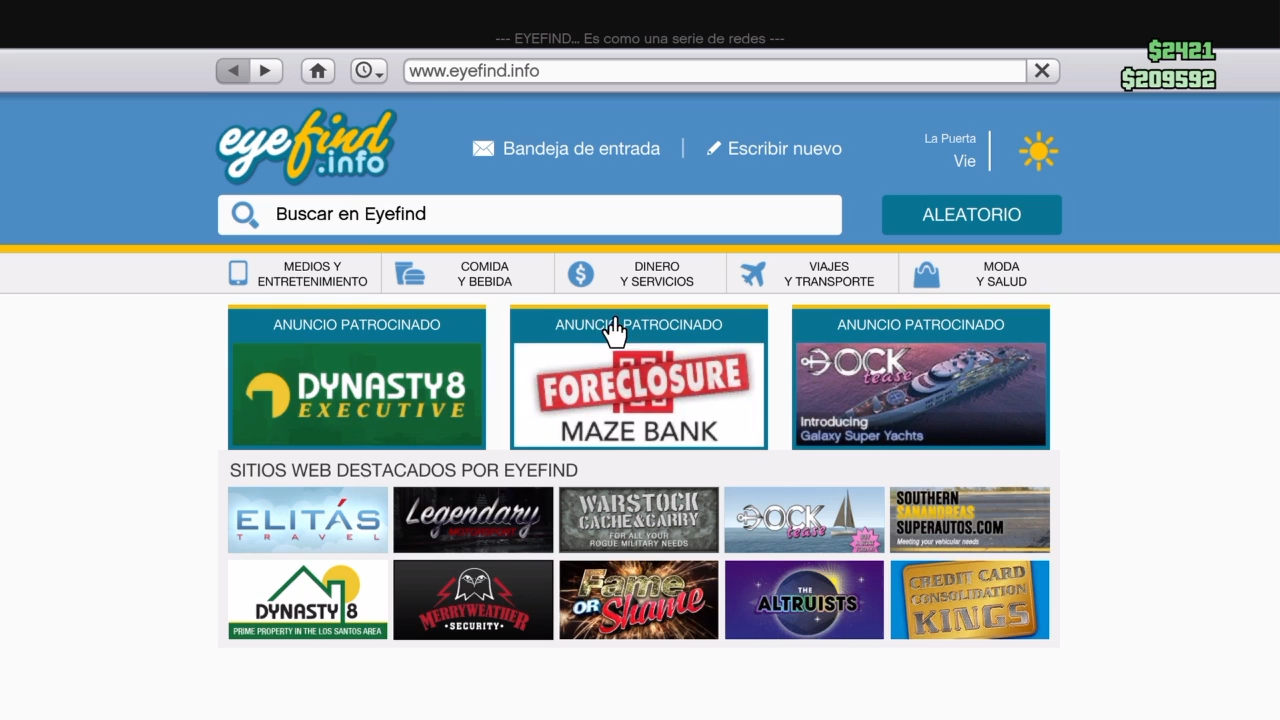 --- EYEFIND... Es como una serie de redes ---
$2421
$209592
www.eyefind.info
eyefind
.info
Bandeja de entrada
Escribir nuevo
La Puerta
Vie
Buscar en Eyefind
ALEATORIO
MEDIOS Y
ENTRETENIMIENTO
COMIDA
Y BEBIDA
DINERO
Y SERVICIOS
VIAJES
Y TRANSPORTE
MODA
Y SALUD
ANUNCIO PATROCINADO
DYNASTY8
EXECUTIVE
ANUNCIO PATROCINADO
FORECLOSURE
MAZE BANK
ANUNCIO PATROCINADO
DOCK
tease
Introducing
Galaxy Super Yachts
SITIOS WEB DESTACADOS POR EYEFIND
ELITÁS
TRAVEL
Legendary
MOTORSPORT
WARSTOCK
CACHE&CARRY
FOR ALL YOUR
ROGUE MILITARY NEEDS
DOCK
tease
SOUTHERN
SANANDREAS
SUPERAUTOS.COM
Meeting your vehicular needs
DYNASTY 8
PRIME PROPERTY IN THE LOS SANTOS AREA
MERRYWEATHER
SECURITY
Fame
OR Shame
THE
ALTRUISTS
CREDIT CARD
CONSOLIDATION
KINGS